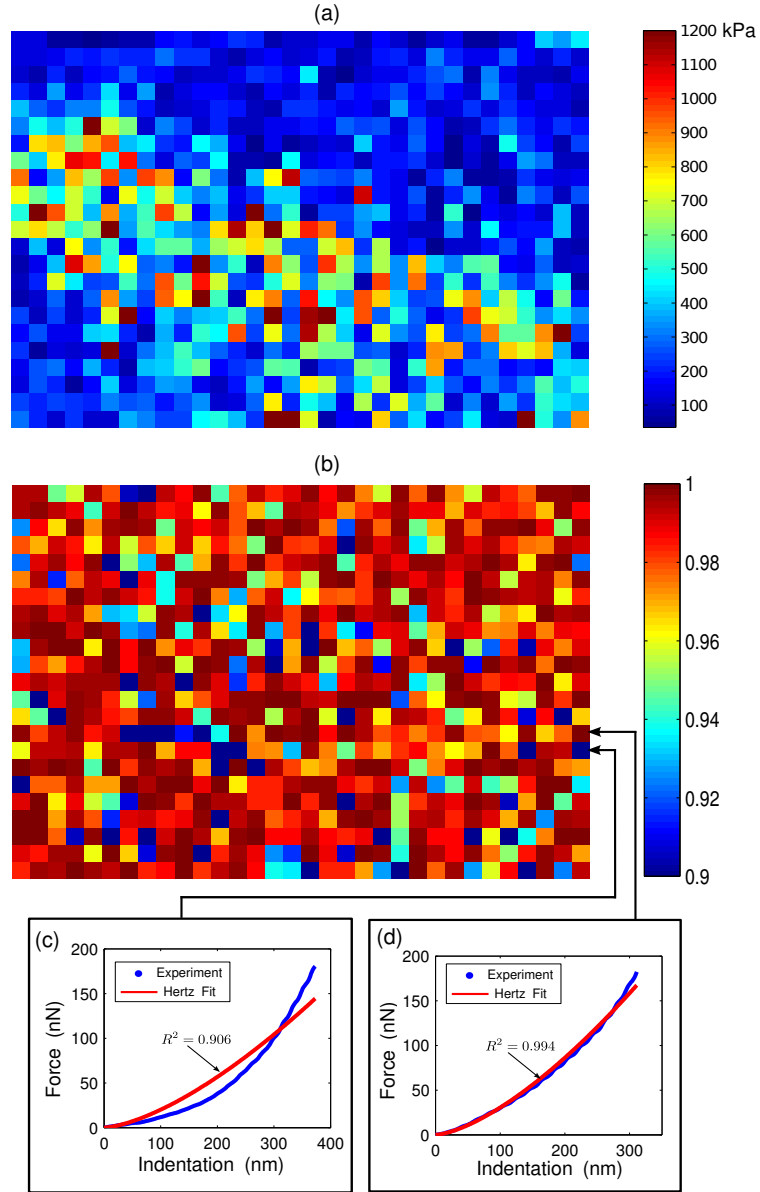 (a)
1200 kPa
1100
1000
900
800
700
600
500
400
300
200
100
(b)
1
0.98
0.96
0.94
0.92
0.9
(c)
200
150
100
50
0
Force (nN)
Experiment
Hertz Fit
R² = 0.906
0 100 200 300 400
Indentation (nm)
(d)
200
150
100
50
0
Force (nN)
Experiment
Hertz Fit
R² = 0.994
0 100 200 300
Indentation (nm)